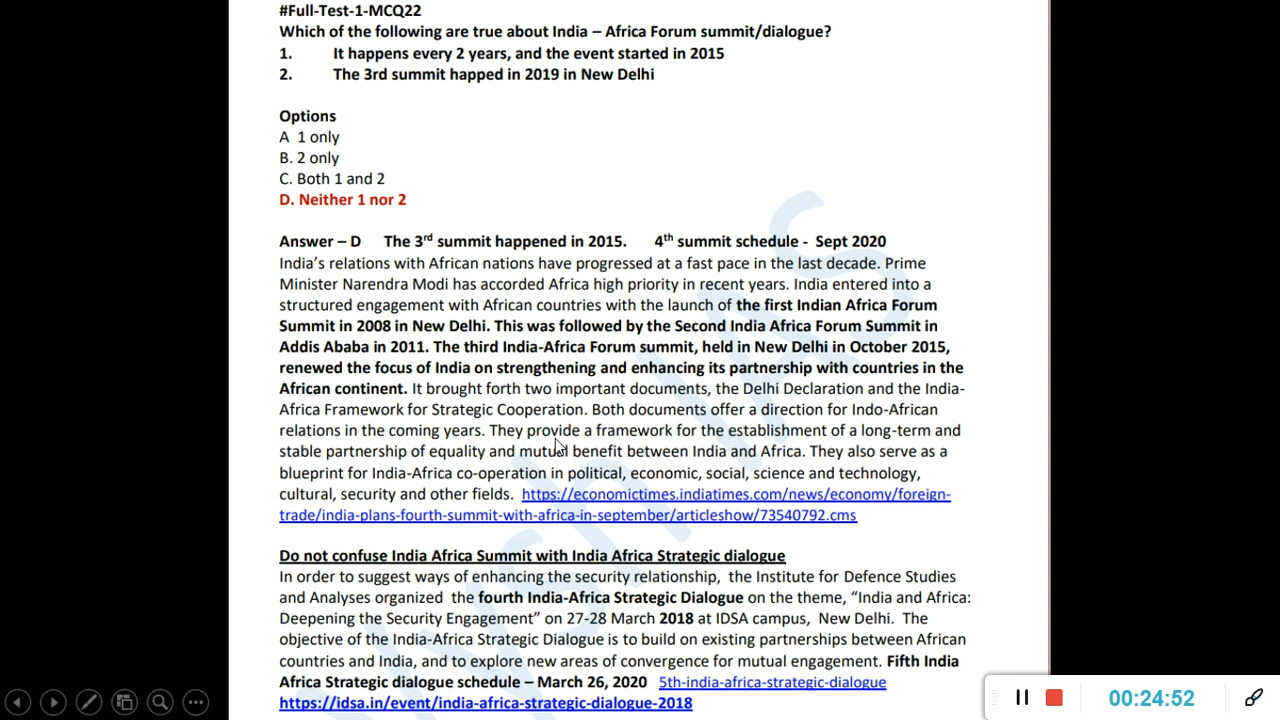 #Full-Test-1-MCQ22
Which of the following are true about India – Africa Forum summit/dialogue?
1. It happens every 2 years, and the event started in 2015
2. The 3rd summit happed in 2019 in New Delhi
Options
A 1 only
B. 2 only
C. Both 1 and 2
D. Neither 1 nor 2
Answer – D The 3rd summit happened in 2015. 4th summit schedule - Sept 2020
India's relations with African nations have progressed at a fast pace in the last decade. Prime
Minister Narendra Modi has accorded Africa high priority in recent years. India entered into a
structured engagement with African countries with the launch of the first Indian Africa Forum
Summit in 2008 in New Delhi. This was followed by the Second India Africa Forum Summit in
Addis Ababa in 2011. The third India-Africa Forum summit, held in New Delhi in October 2015,
renewed the focus of India on strengthening and enhancing its partnership with countries in the
African continent. It brought forth two important documents, the Delhi Declaration and the India-
Africa Framework for Strategic Cooperation. Both documents offer a direction for Indo-African
relations in the coming years. They provide a framework for the establishment of a long-term and
stable partnership of equality and mutual benefit between India and Africa. They also serve as a
blueprint for India-Africa co-operation in political, economic, social, science and technology,
cultural, security and other fields. https://economictimes.indiatimes.com/news/economy/foreign-
trade/india-plans-fourth-summit-with-africa-in-september/articleshow/73540792.cms
Do not confuse India Africa Summit with India Africa Strategic dialogue
In order to suggest ways of enhancing the security relationship, the Institute for Defence Studies
and Analyses organized the fourth India-Africa Strategic Dialogue on the theme, "India and Africa:
Deepening the Security Engagement" on 27-28 March 2018 at IDSA campus, New Delhi. The
objective of the India-Africa Strategic Dialogue is to build on existing partnerships between African
countries and India, and to explore new areas of convergence for mutual engagement. Fifth India
Africa Strategic dialogue schedule – March 26, 2020 5th-india-africa-strategic-dialogue
https://idsa.in/event/india-africa-strategic-dialogue-2018
00:24:52